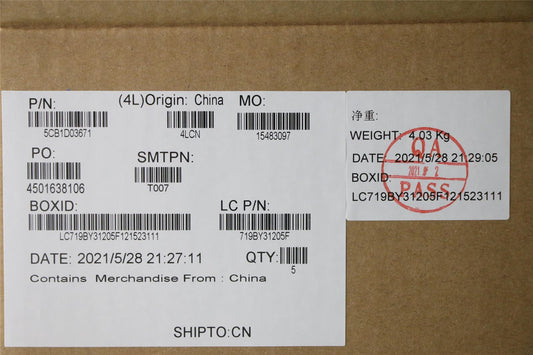 P/N:
5CB1D03671
(4L)Origin: China
4LCN
MO:
15483097
PO:
4501638106
SMTPN:
T007
BOXID:
LC719BY31205F121523111
LC P/N:
719BY31205F
DATE: 2021/5/28 21:27:11
QTY:
5
Contains Merchandise From : China
SHIPTO:CN
净重:
WEIGHT: 4.03 Kg
DATE: 2021/5/28 21:29:05
BOXID:
LC719BY31205F121523111
QA
PASS